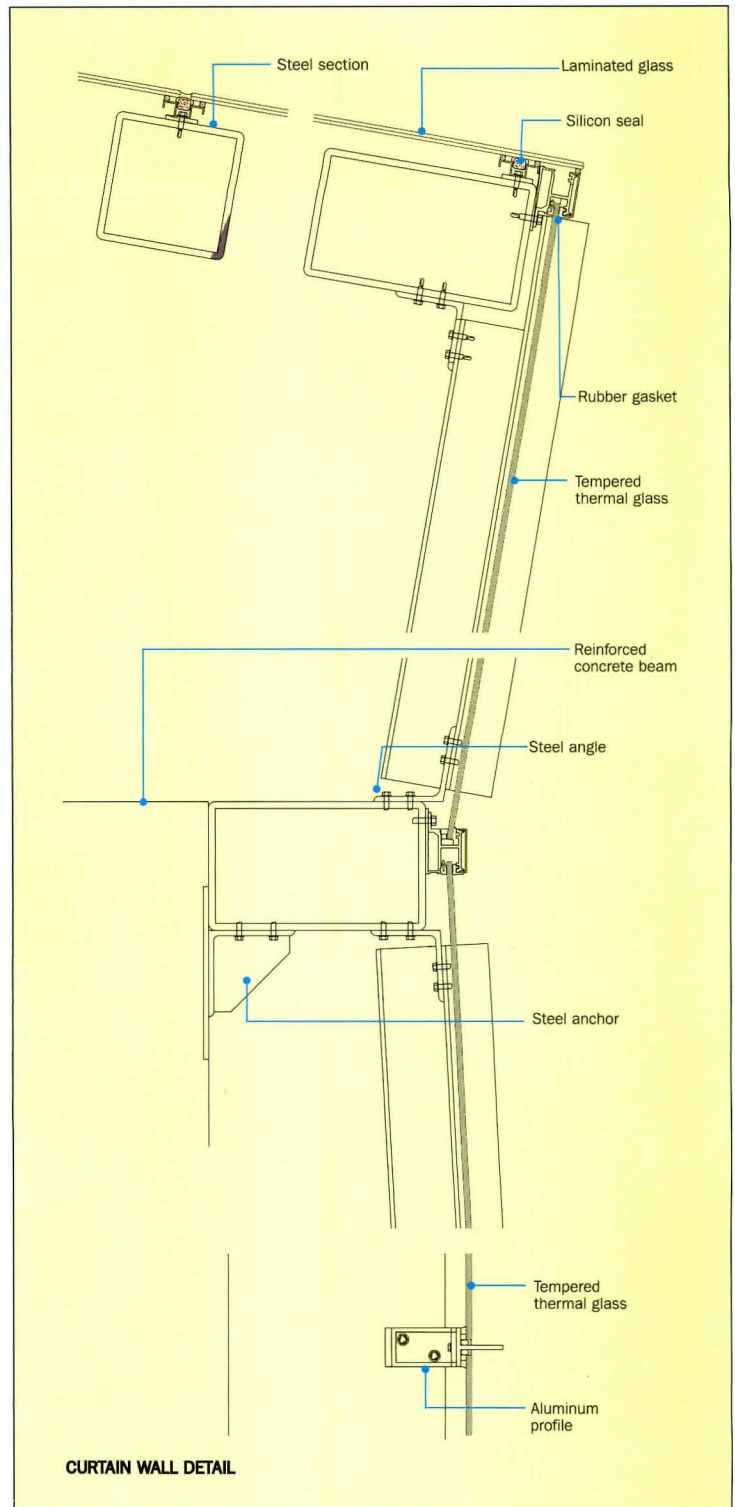 Steel section
Laminated glass
Silicon seal
Rubber gasket
Tempered
thermal glass
Reinforced
concrete beam
Steel angle
Steel anchor
Tempered
thermal glass
Aluminum
profile
CURTAIN WALL DETAIL